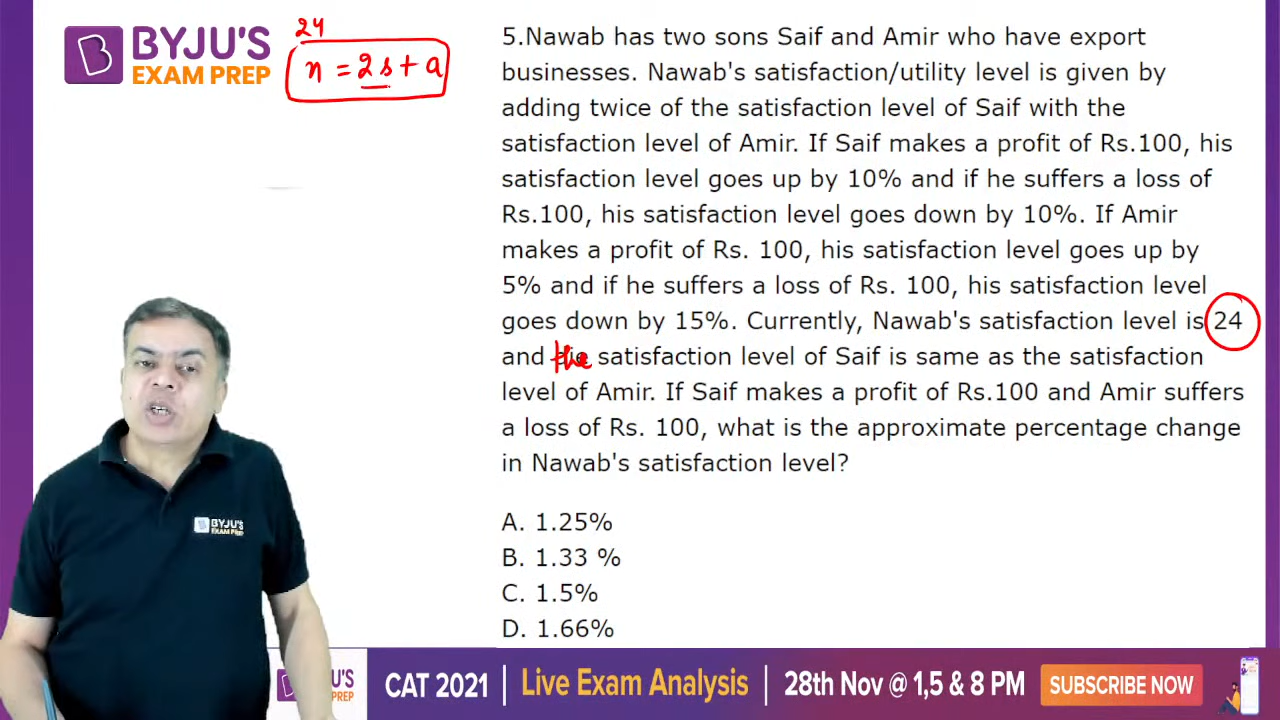 BYJU'S
EXAM PREP
24
n = 2s + a
5.Nawab has two sons Saif and Amir who have export
businesses. Nawab's satisfaction/utility level is given by
adding twice of the satisfaction level of Saif with the
satisfaction level of Amir. If Saif makes a profit of Rs.100, his
satisfaction level goes up by 10% and if he suffers a loss of
Rs.100, his satisfaction level goes down by 10%. If Amir
makes a profit of Rs. 100, his satisfaction level goes up by
5% and if he suffers a loss of Rs. 100, his satisfaction level
goes down by 15%. Currently, Nawab's satisfaction level is 24
and the satisfaction level of Saif is same as the satisfaction
level of Amir. If Saif makes a profit of Rs.100 and Amir suffers
a loss of Rs. 100, what is the approximate percentage change
in Nawab's satisfaction level?
A. 1.25%
B. 1.33 %
C. 1.5%
D. 1.66%
BYJU'S
EXAM PREP
BYJU'S
PREP
CAT 2021
Live Exam Analysis
28th Nov @ 1,5 & 8 PM
SUBSCRIBE NOW